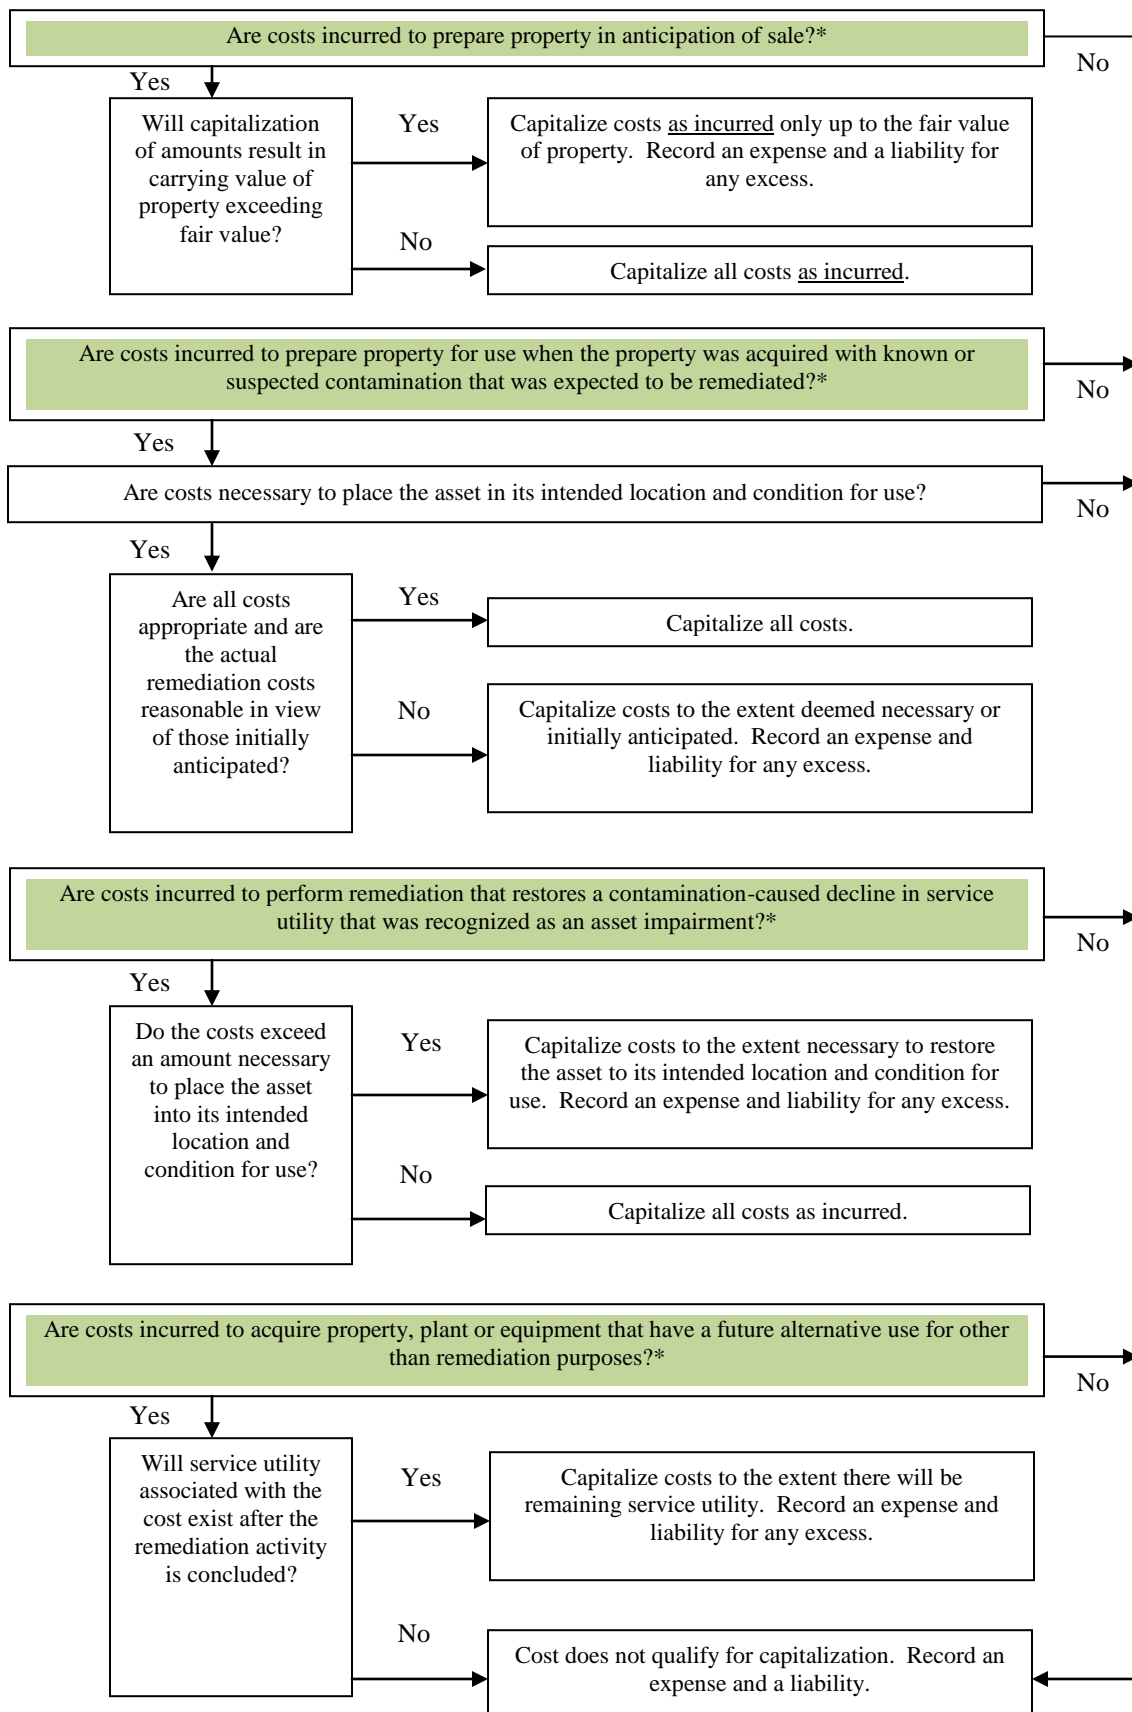 Are costs incurred to prepare property in anticipation of sale?*
No
Yes
Will capitalization
of amounts result in
carrying value of
property exceeding
fair value?
Yes
Capitalize costs as incurred only up to the fair value
of property.  Record an expense and a liability for
any excess.
No
Capitalize all costs as incurred.
Are costs incurred to prepare property for use when the property was acquired with known or
suspected contamination that was expected to be remediated?*
No
Yes
Are costs necessary to place the asset in its intended location and condition for use?
No
Yes
Are all costs
appropriate and are
the actual
remediation costs
reasonable in view
of those initially
anticipated?
Yes
Capitalize all costs.
No
Capitalize costs to the extent deemed necessary or
initially anticipated.  Record an expense and
liability for any excess.
Are costs incurred to perform remediation that restores a contamination-caused decline in service
utility that was recognized as an asset impairment?*
No
Yes
Do the costs exceed
an amount necessary
to place the asset
into its intended
location and
condition for use?
Yes
Capitalize costs to the extent necessary to restore
the asset to its intended location and condition for
use.  Record an expense and liability for any excess.
No
Capitalize all costs as incurred.
Are costs incurred to acquire property, plant or equipment that have a future alternative use for other
than remediation purposes?*
No
Yes
Will service utility
associated with the
cost exist after the
remediation activity
is concluded?
Yes
Capitalize costs to the extent there will be
remaining service utility.  Record an expense and
liability for any excess.
No
Cost does not qualify for capitalization.  Record an
expense and a liability.